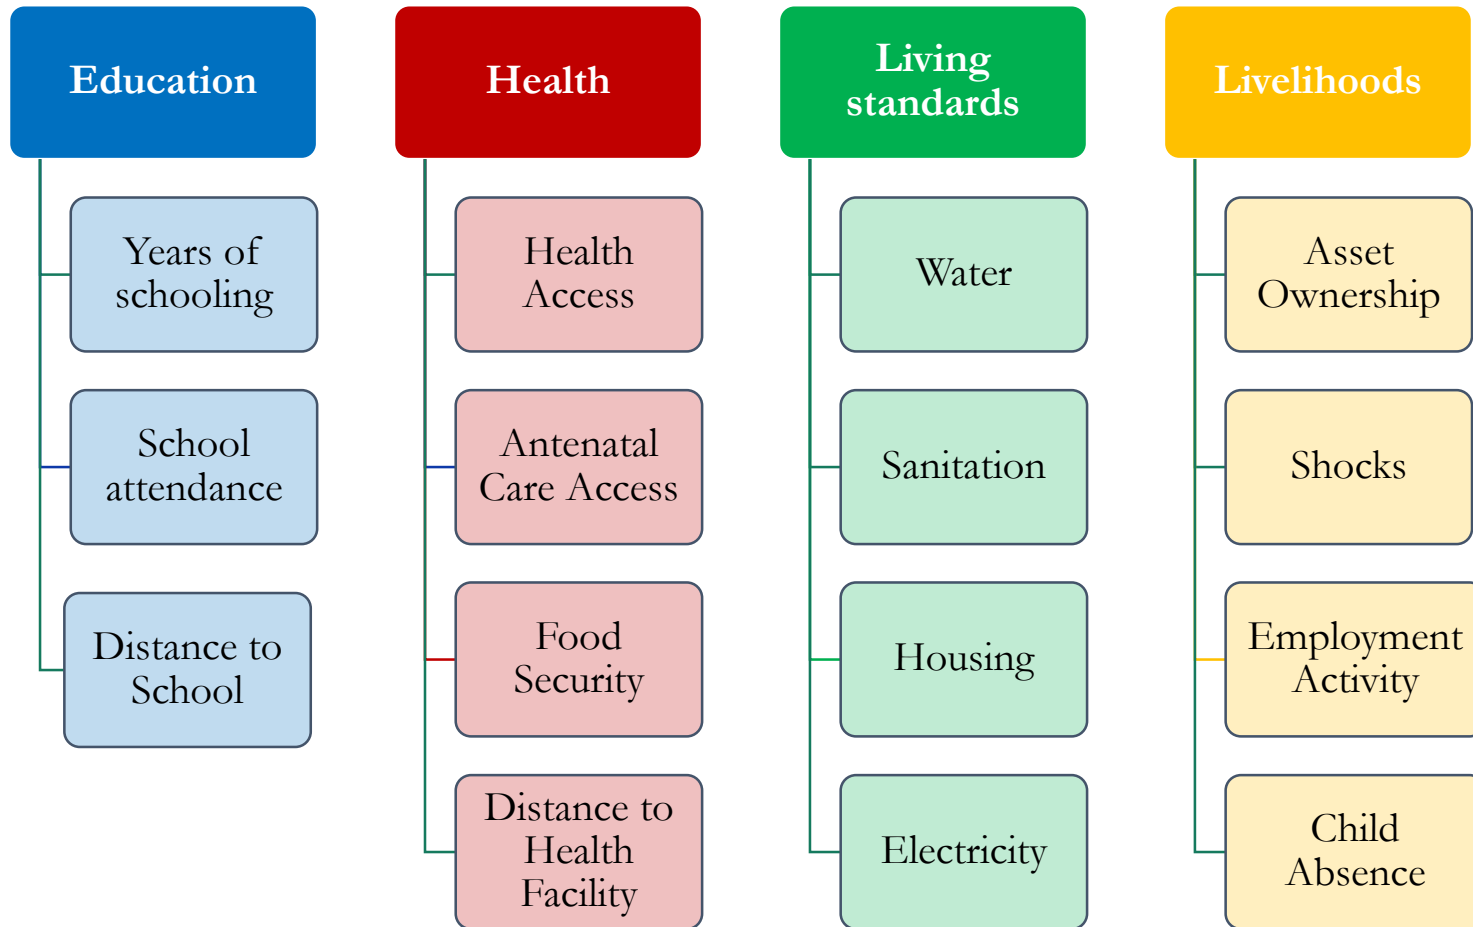 Education
Years of
schooling
School
attendance
Distance to
School
Health
Health
Access
Antenatal
Care Access
Food
Security
Distance to
Health
Facility
Living
standards
Water
Sanitation
Housing
Electricity
Livelihoods
Asset
Ownership
Shocks
Employment
Activity
Child
Absence